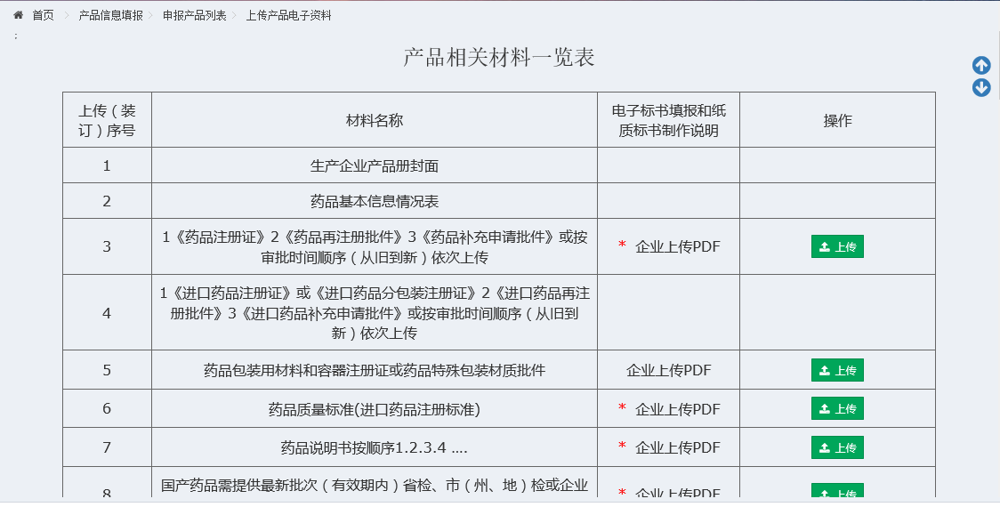 首页 产品信息填报 申报产品列表 上传产品电子资料
;
产品相关材料一览表
上传（装
订）序号
材料名称
电子标书填报和纸
质标书制作说明
操作
1
生产企业产品册封面
2
药品基本信息情况表
3
1《药品注册证》2《药品再注册批件》3《药品补充申请批件》或按
审批时间顺序（从旧到新）依次上传
* 企业上传PDF
上传
4
1《进口药品注册证》或《进口药品分包装注册证》2《进口药品再注
册批件》3《进口药品补充申请批件》或按审批时间顺序（从旧到
新）依次上传
5
药品包装用材料和容器注册证或药品特殊包装材质批件
企业上传PDF
上传
6
药品质量标准(进口药品注册标准)
* 企业上传PDF
上传
7
药品说明书按顺序1.2.3.4 ....
* 企业上传PDF
上传
8
国产药品需提供最新批次（有效期内）省检、市（州、地）检或企业
* 企业上传PDF
上传